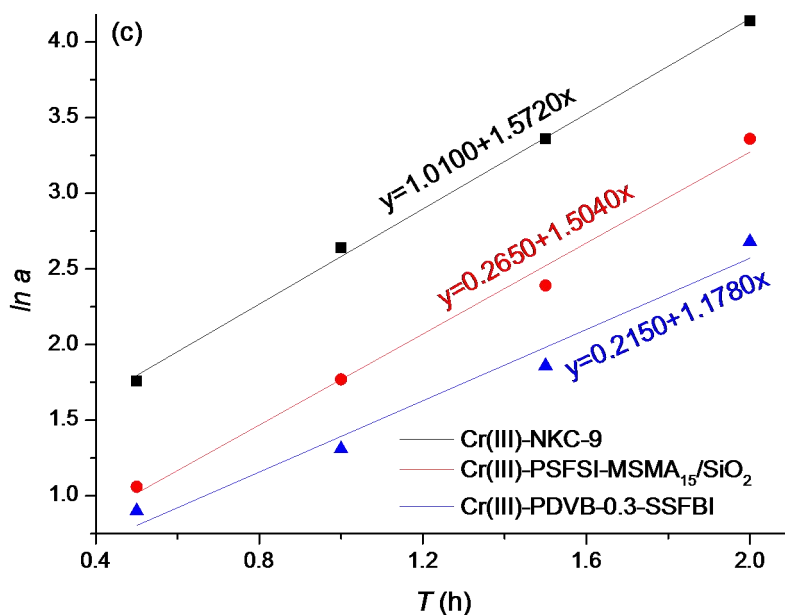 (c)
ln a
4.0
3.5
3.0
2.5
2.0
1.5
1.0
y=1.0100+1.5720x
y=0.2650+1.5040x
y=0.2150+1.1780x
Cr(III)-NKC-9
Cr(III)-PSFSI-MSMA₁₅/SiO₂
Cr(III)-PDVB-0.3-SSFBI
0.4 0.8 1.2 1.6 2.0
T (h)